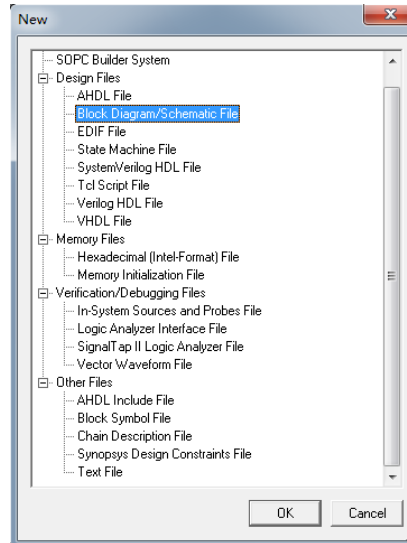 New
SOPC Builder System
Design Files
AHDL File
Block Diagram/Schematic File
EDIF File
State Machine File
SystemVerilog HDL File
Tcl Script File
Verilog HDL File
VHDL File
Memory Files
Hexadecimal (Intel-Format) File
Memory Initialization File
Verification/Debugging Files
In-System Sources and Probes File
Logic Analyzer Interface File
SignalTap II Logic Analyzer File
Vector Waveform File
Other Files
AHDL Include File
Block Symbol File
Chain Description File
Synopsys Design Constraints File
Text File
OK Cancel